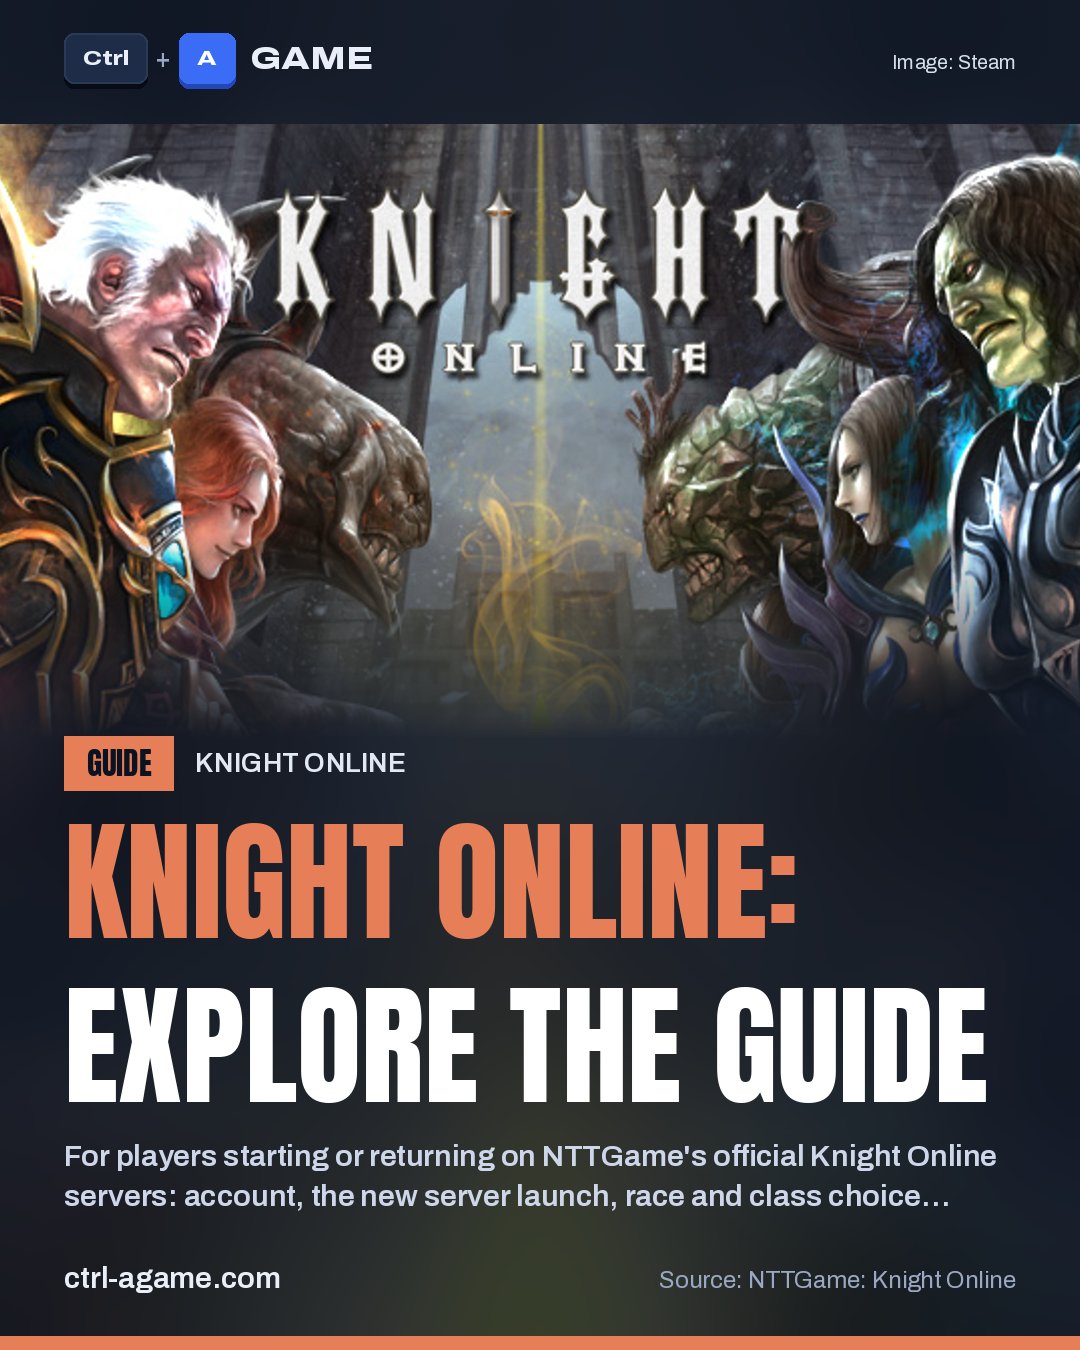 Ctrl + A GAME
Image: Steam
KNIGHT
ONLINE
GUIDE KNIGHT ONLINE
KNIGHT ONLINE:
EXPLORE THE GUIDE
For players starting or returning on NTTGame's official Knight Online
servers: account, the new server launch, race and class choice...
ctrl-agame.com
Source: NTTGame: Knight Online